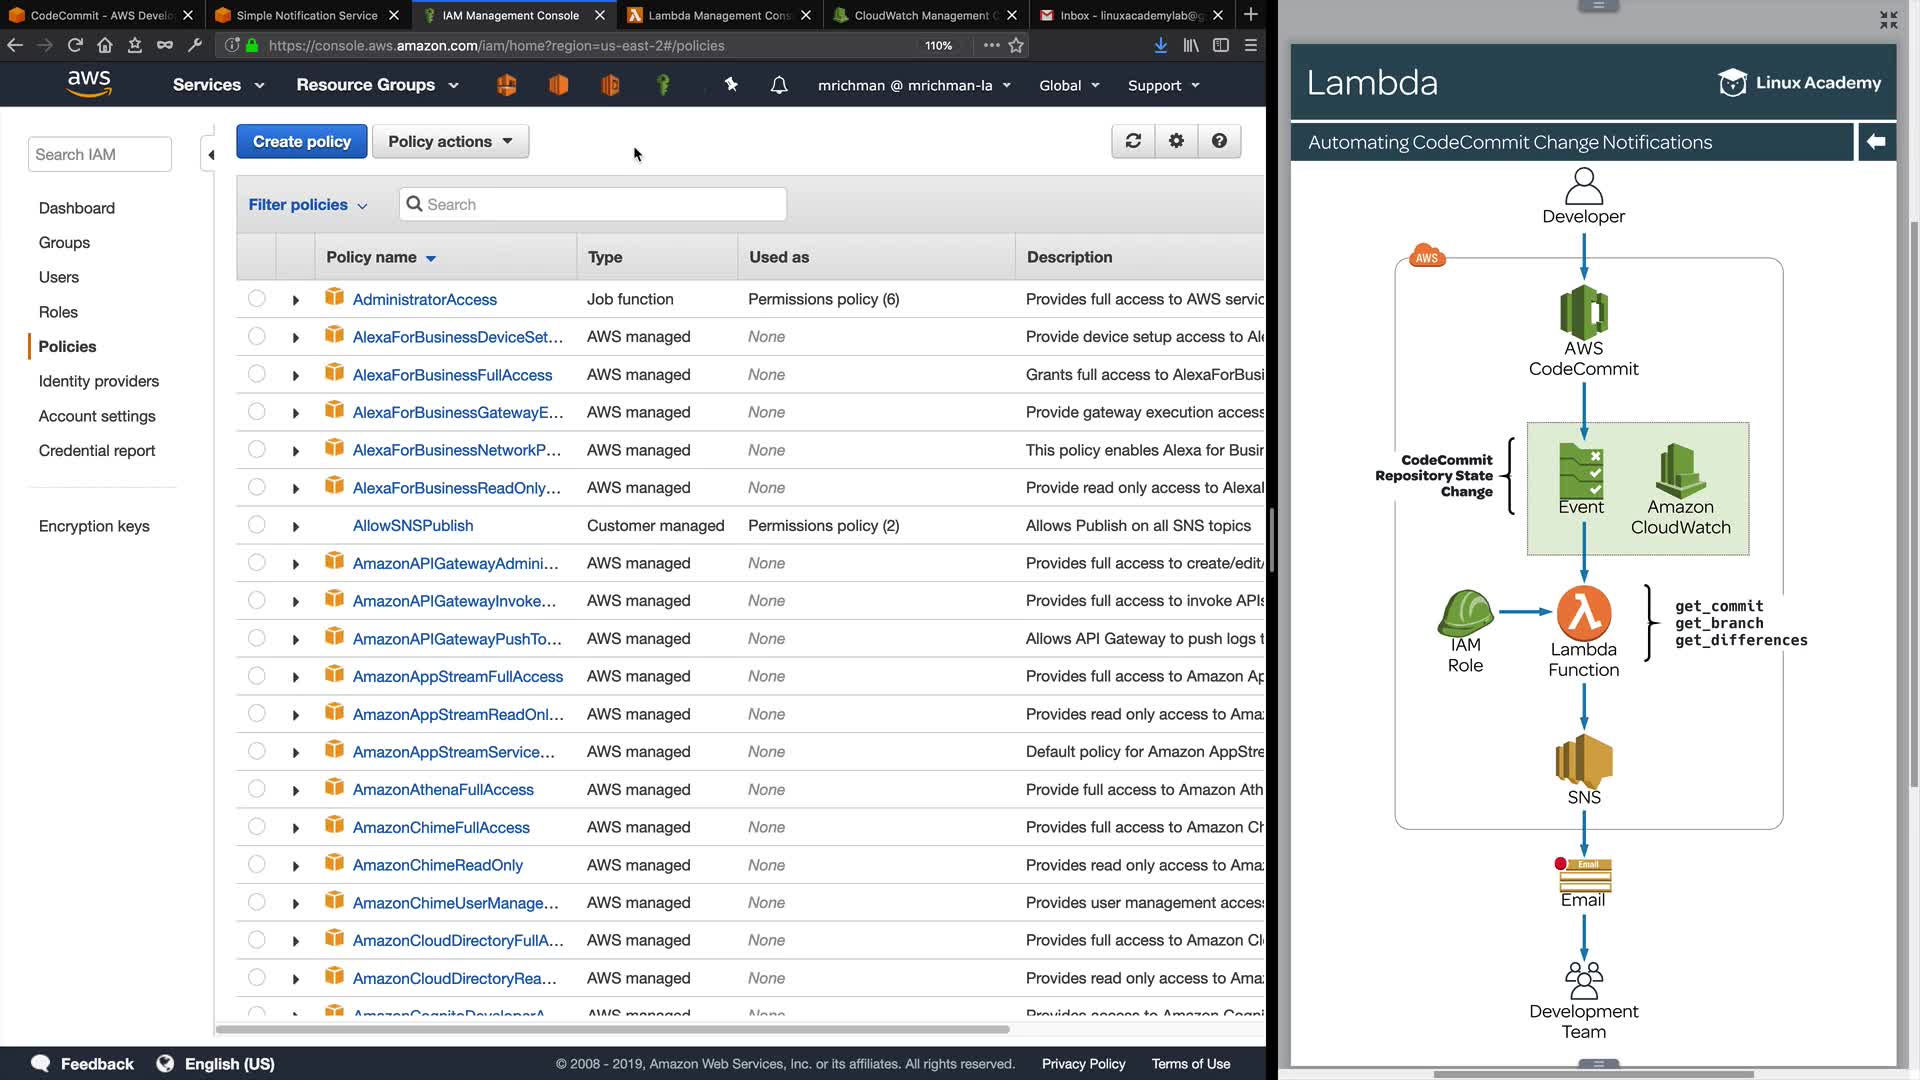 CodeCommit - AWS Develo
Simple Notification Service
IAM Management Console
Lambda Management Cons
CloudWatch Management C
Inbox - linuxacademylab@g
https://console.aws.amazon.com/iam/home?region=us-east-2#/policies
110%
aws
Services
Resource Groups
mrichman @ mrichman-la
Global
Support
Search IAM
Dashboard
Groups
Users
Roles
Policies
Identity providers
Account settings
Credential report
Encryption keys
Create policy
Policy actions
Filter policies
Search
Policy name Type Used as Description
AdministratorAccess Job function Permissions policy (6) Provides full access to AWS servic
AlexaForBusinessDeviceSet... AWS managed None Provide device setup access to Al
AlexaForBusinessFullAccess AWS managed None Grants full access to AlexaForBusi
AlexaForBusinessGatewayE... AWS managed None Provide gateway execution access
AlexaForBusinessNetworkP... AWS managed None This policy enables Alexa for Busi
AlexaForBusinessReadOnly... AWS managed None Provide read only access to Alexa
AllowSNSPublish Customer managed Permissions policy (2) Allows Publish on all SNS topics
AmazonAPIGatewayAdmini... AWS managed None Provides full access to create/edit/
AmazonAPIGatewayInvoke... AWS managed None Provides full access to invoke APIs
AmazonAPIGatewayPushTo... AWS managed None Allows API Gateway to push logs t
AmazonAppStreamFullAccess AWS managed None Provides full access to Amazon Ap
AmazonAppStreamReadOnl... AWS managed None Provides read only access to Ama
AmazonAppStreamService... AWS managed None Default policy for Amazon AppStre
AmazonAthenaFullAccess AWS managed None Provide full access to Amazon Ath
AmazonChimeFullAccess AWS managed None Provides full access to Amazon Ch
AmazonChimeReadOnly AWS managed None Provides read only access to Ama
AmazonChimeUserManage... AWS managed None Provides user management access
AmazonCloudDirectoryFullA... AWS managed None Provides full access to Amazon Cl
AmazonCloudDirectoryRea... AWS managed None Provides read only access to Ama
AmazonCognitoDeveloperA AWS managed None Provides access to Amazon Cogni
Feedback
English (US)
© 2008 - 2019, Amazon Web Services, Inc. or its affiliates. All rights reserved.
Privacy Policy
Terms of Use
Lambda
Linux Academy
Automating CodeCommit Change Notifications
Developer
AWS
AWS
CodeCommit
CodeCommit
Repository State
Change
Event
Amazon
CloudWatch
IAM
Role
Lambda
Function
get_commit
get_branch
get_differences
SNS
Email
Email
Development
Team